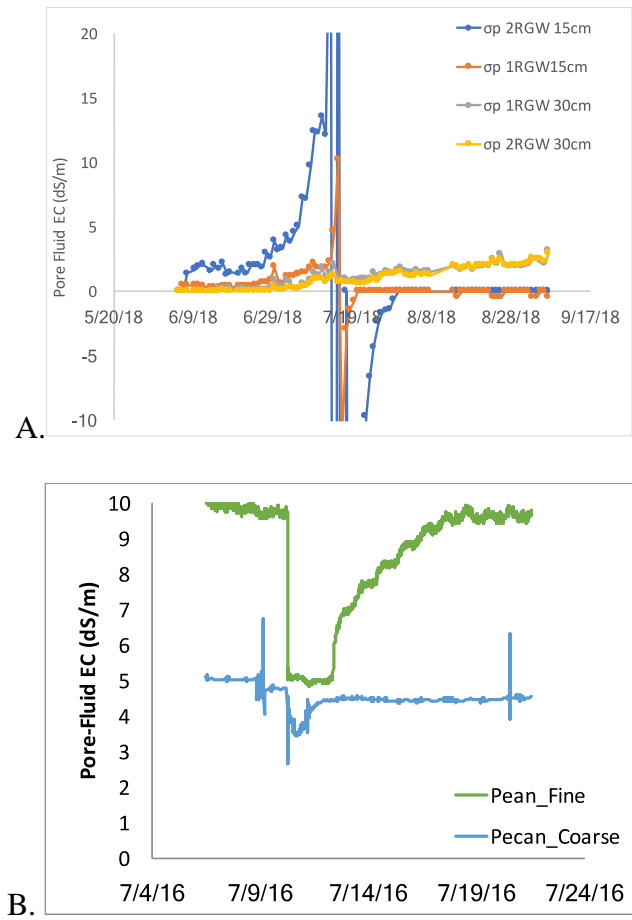 20
15
10
5
0
-5
-10
Pore Fluid EC (dS/m)
5/20/18 6/9/18 6/29/18 7/19/18 8/8/18 8/28/18 9/17/18
σp 2RGW 15cm
σp 1RGW15cm
σp 1RGW 30cm
σp 2RGW 30cm
A.
10
9
8
7
6
5
4
3
2
1
0
Pore-Fluid EC (dS/m)
Pean_Fine
Pecan_Coarse
7/4/16 7/9/16 7/14/16 7/19/16 7/24/16
B.